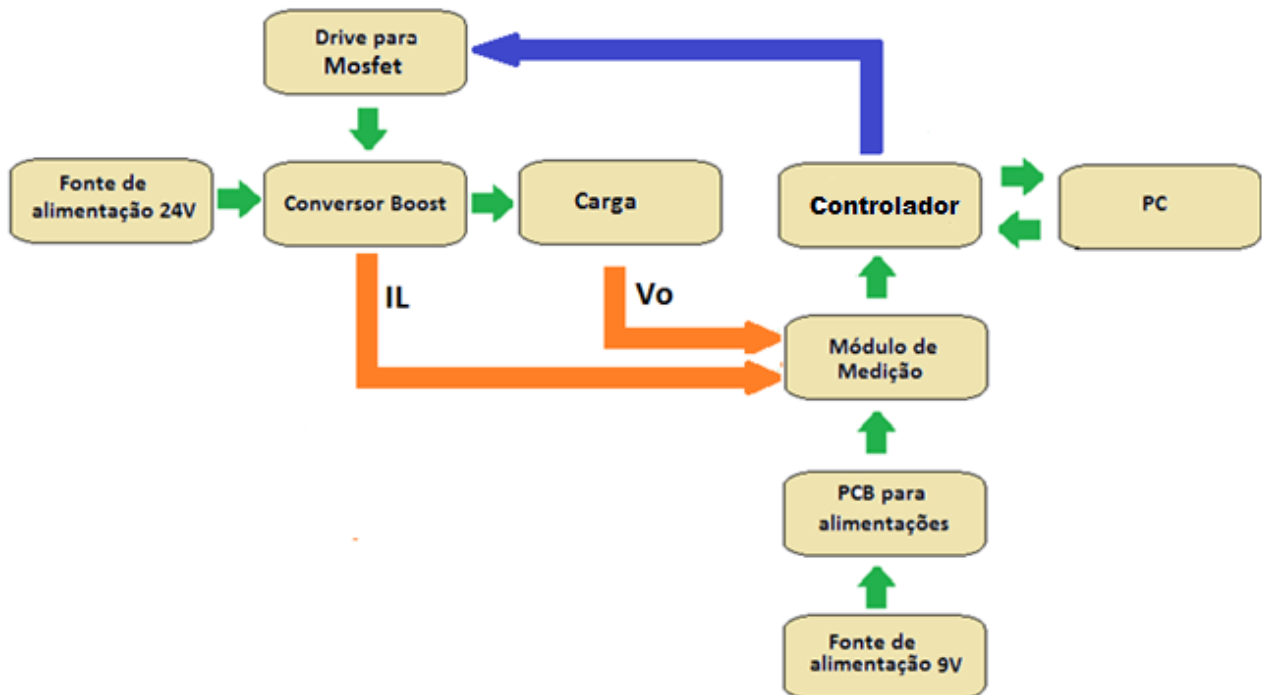 Drive para
Mosfet
Fonte de
alimentação 24V
Conversor Boost
Carga
Controlador
PC
IL
Vo
Módulo de
Medição
PCB para
alimentações
Fonte de
alimentação 9V